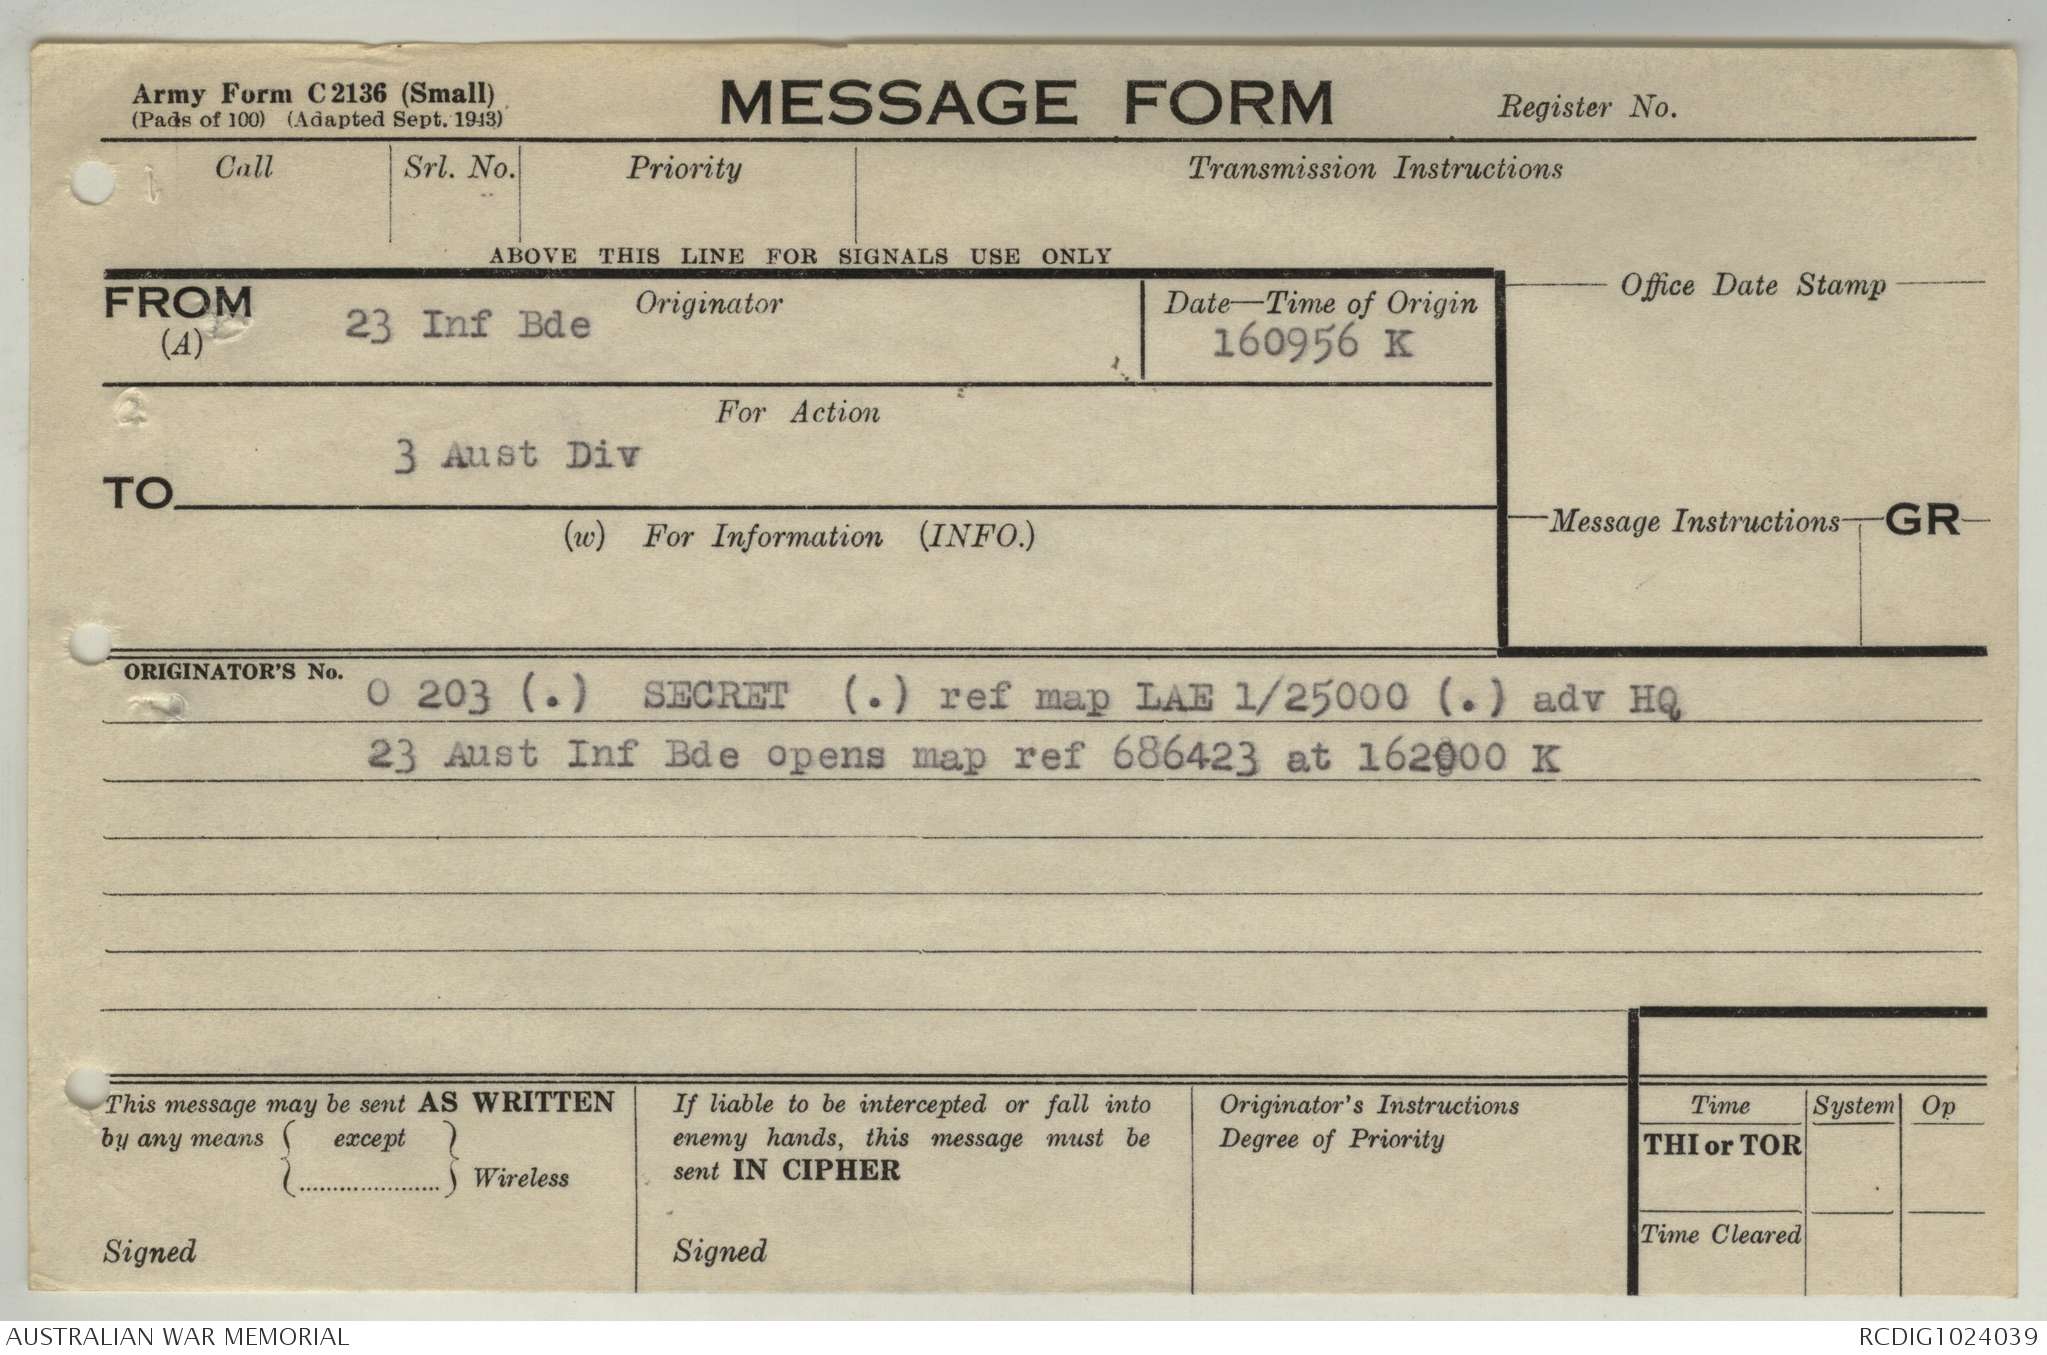 Army Form C 2136 (Small)
(Pads of 100) (Adapted Sept. 1943)
MESSAGE FORM
Register No.
Call
Srl. No.
Priority
Transmission Instructions
ABOVE THIS LINE FOR SIGNALS USE ONLY
FROM
(A)
Originator
23 Inf Bde
Date—Time of Origin
160956 K
Office Date Stamp
For Action
3 Aust Div
TO
(w) For Information (INFO.)
Message Instructions
GR
ORIGINATOR'S No.
O 203 (.) SECRET (.) ref map LAE 1/25000 (.) adv HQ
23 Aust Inf Bde opens map ref 686423 at 162000 K
This message may be sent AS WRITTEN
by any means ( except )
(.....................) Wireless
Signed
If liable to be intercepted or fall into
enemy hands, this message must be
sent IN CIPHER
Signed
Originator's Instructions
Degree of Priority
Time
System
Op
THI or TOR
Time Cleared
AUSTRALIAN WAR MEMORIAL
RCDIG1024039